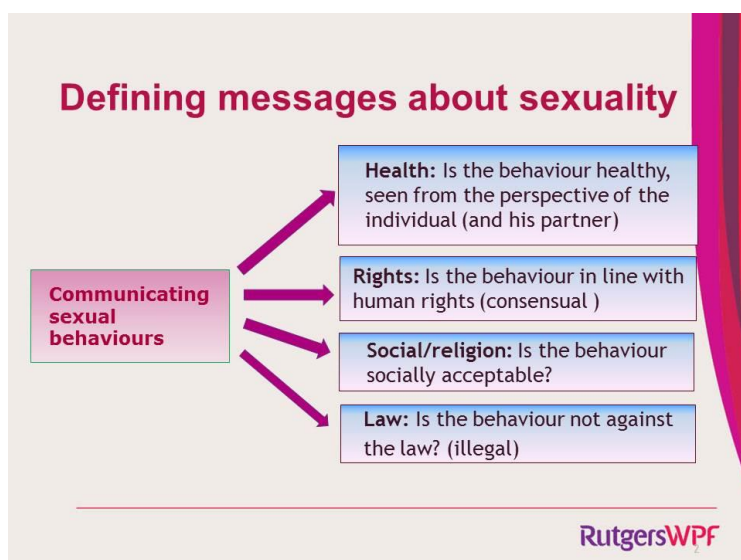 Defining messages about sexuality
Health: Is the behaviour healthy,
seen from the perspective of the
individual (and his partner)
Communicating
sexual
behaviours
Rights: Is the behaviour in line with
human rights (consensual )
Social/religion: Is the behaviour
socially acceptable?
Law: Is the behaviour not against
the law? (illegal)
RutgersWPF
2